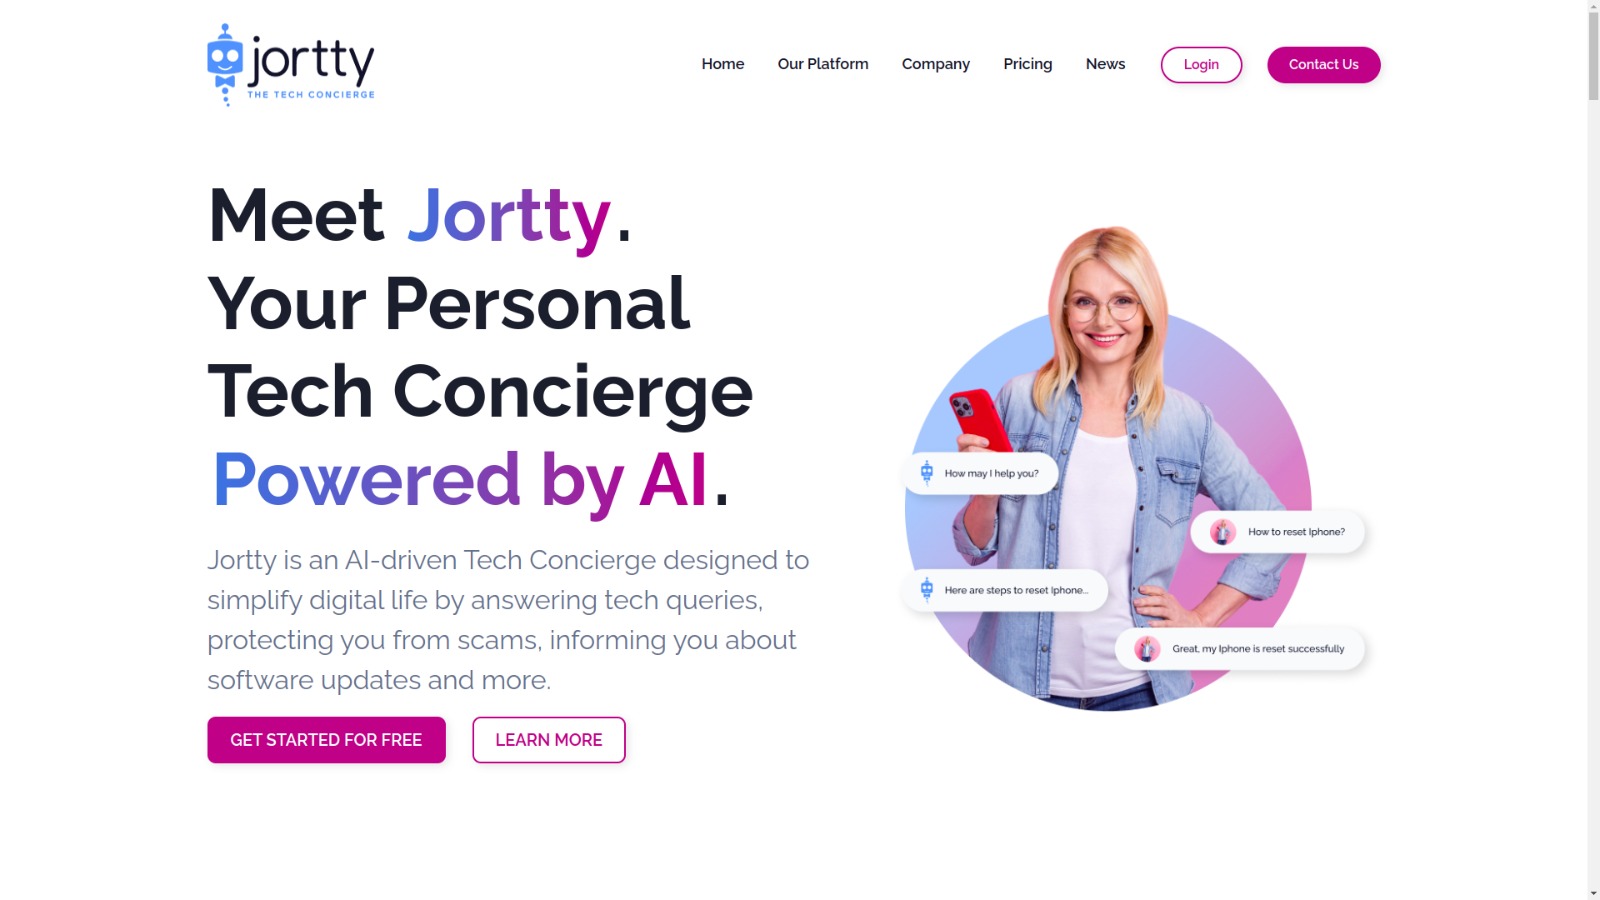 jortty
THE TECH CONCIERGE
Home
Our Platform
Company
Pricing
News
Login
Contact Us
Meet Jortty.
Your Personal
Tech Concierge
Powered by AI.
Jortty is an AI-driven Tech Concierge designed to
simplify digital life by answering tech queries,
protecting you from scams, informing you about
software updates and more.
GET STARTED FOR FREE
LEARN MORE
How may I help you?
How to reset Iphone?
Here are steps to reset Iphone...
Great, my Iphone is reset successfully